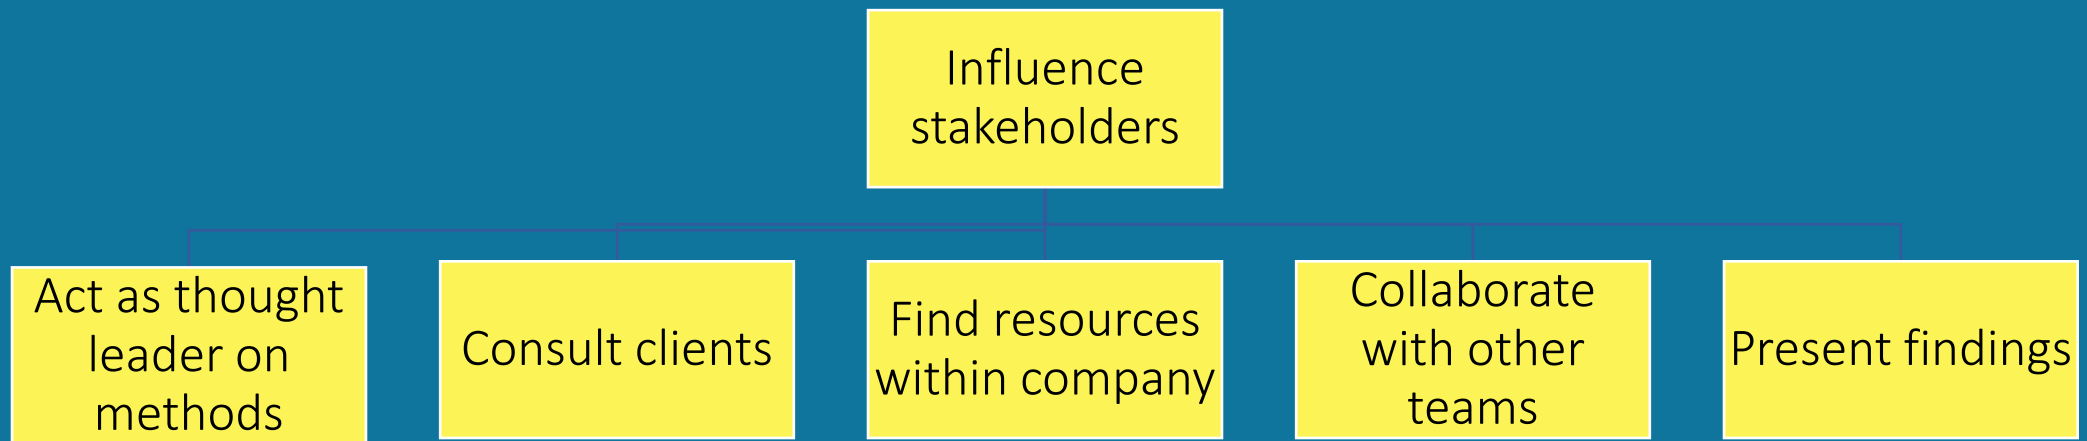 Influence
stakeholders
Act as thought
leader on
methods
Consult clients
Find resources
within company
Collaborate
with other
teams
Present findings